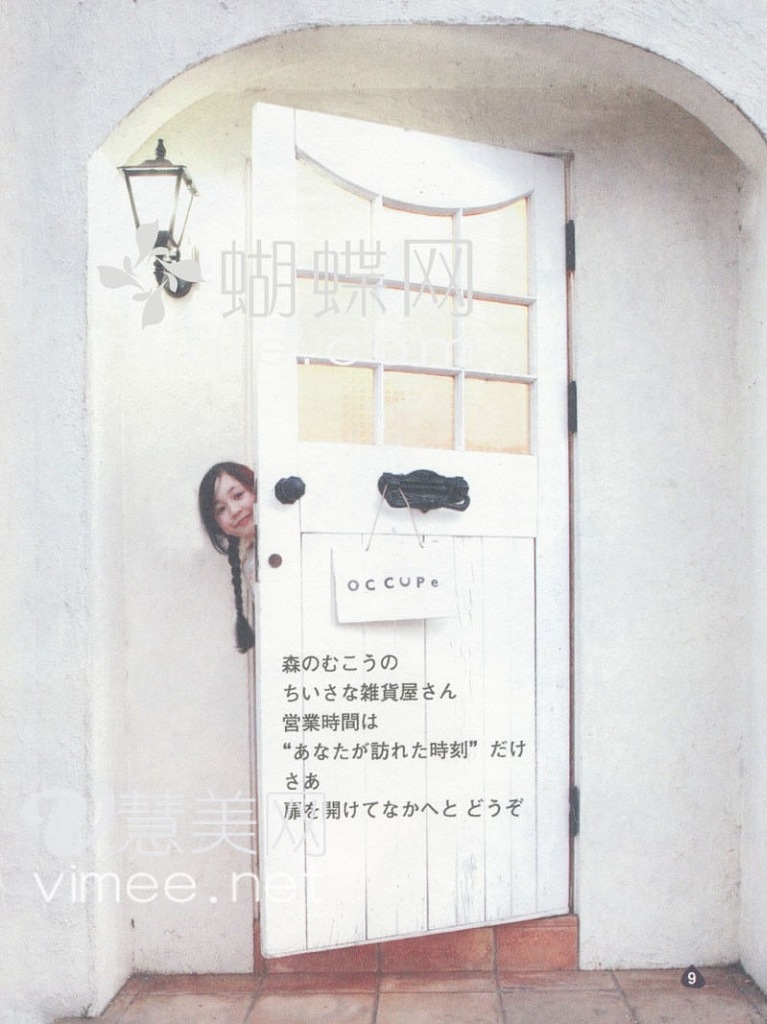 蝴蝶网
OCCUPe
森のむこうの
ちいさな雑貨屋さん
営業時間は
“あなたが訪れた時刻”だけ
さあ
扉を開けてなかへと どうぞ
慧美网
vimee.net
9